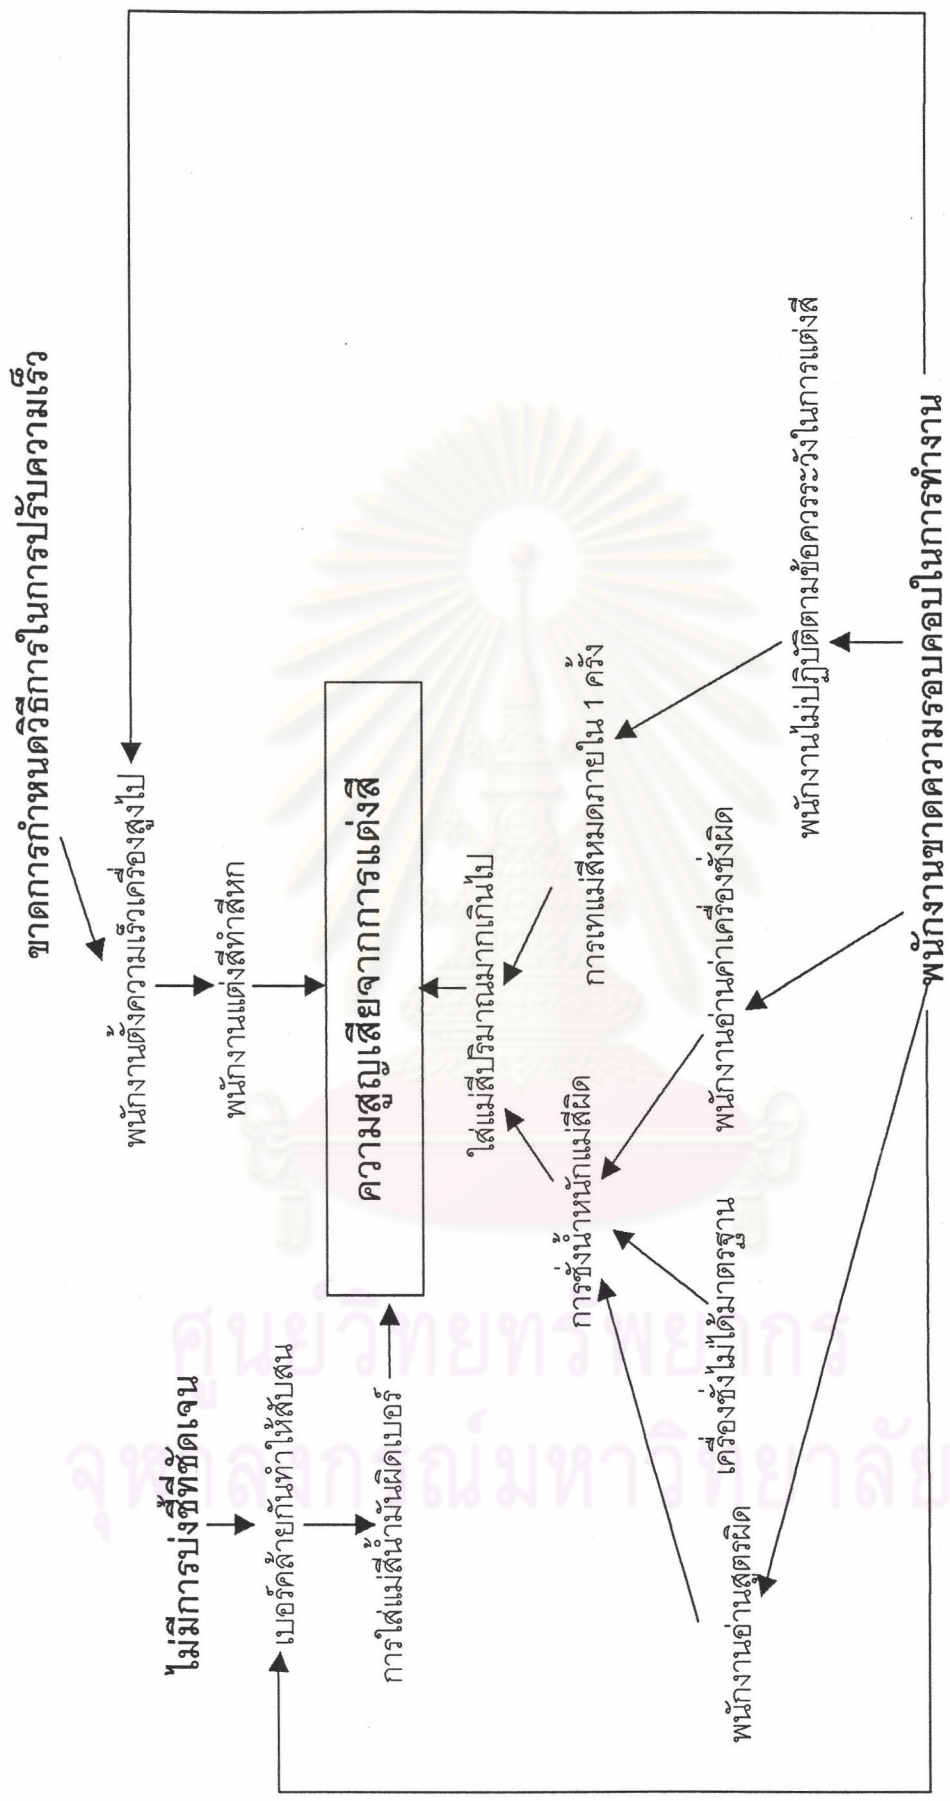 ขาดการกำหนดวิธีการในการปรับความเร็ว
พนักงานตั้งความเร็วเครื่องสูงไป
ไม่มีการบ่งชี้ที่ชัดเจน
พนักงานแต่งสีทำสีหก
เบอร์คล้ายกันทำให้สับสน
ความสูญเสียจากการแต่งสี
การใส่แม่สีน้ำมันผิดเบอร์
ใส่แม่สีปริมาณมากเกินไป
การชั่งน้ำหนักแม่สีผิด
การเทแม่สีหมดภายใน 1 ครั้ง
พนักงานอ่านสูตรผิด
เครื่องชั่งไม่ได้มาตรฐาน
พนักงานอ่านค่าเครื่องชั่งผิด
พนักงานไม่ปฏิบัติตามข้อควรระวังในการแต่งสี
พนักงานขาดความรอบคอบในการทำงาน
ศูนย์วิทยทรัพยากร
จุฬาลงกรณ์มหาวิทยาลัย